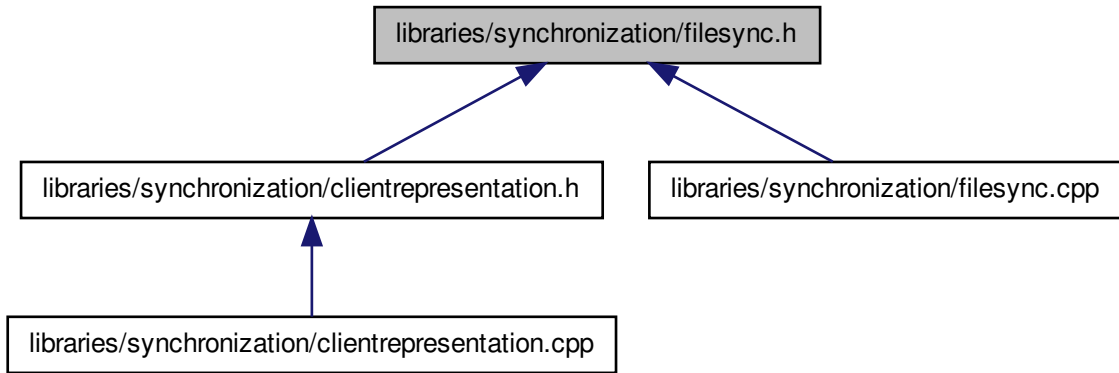 libraries/synchronization/filesync.h
libraries/synchronization/clientrepresentation.h
libraries/synchronization/filesync.cpp
libraries/synchronization/clientrepresentation.cpp